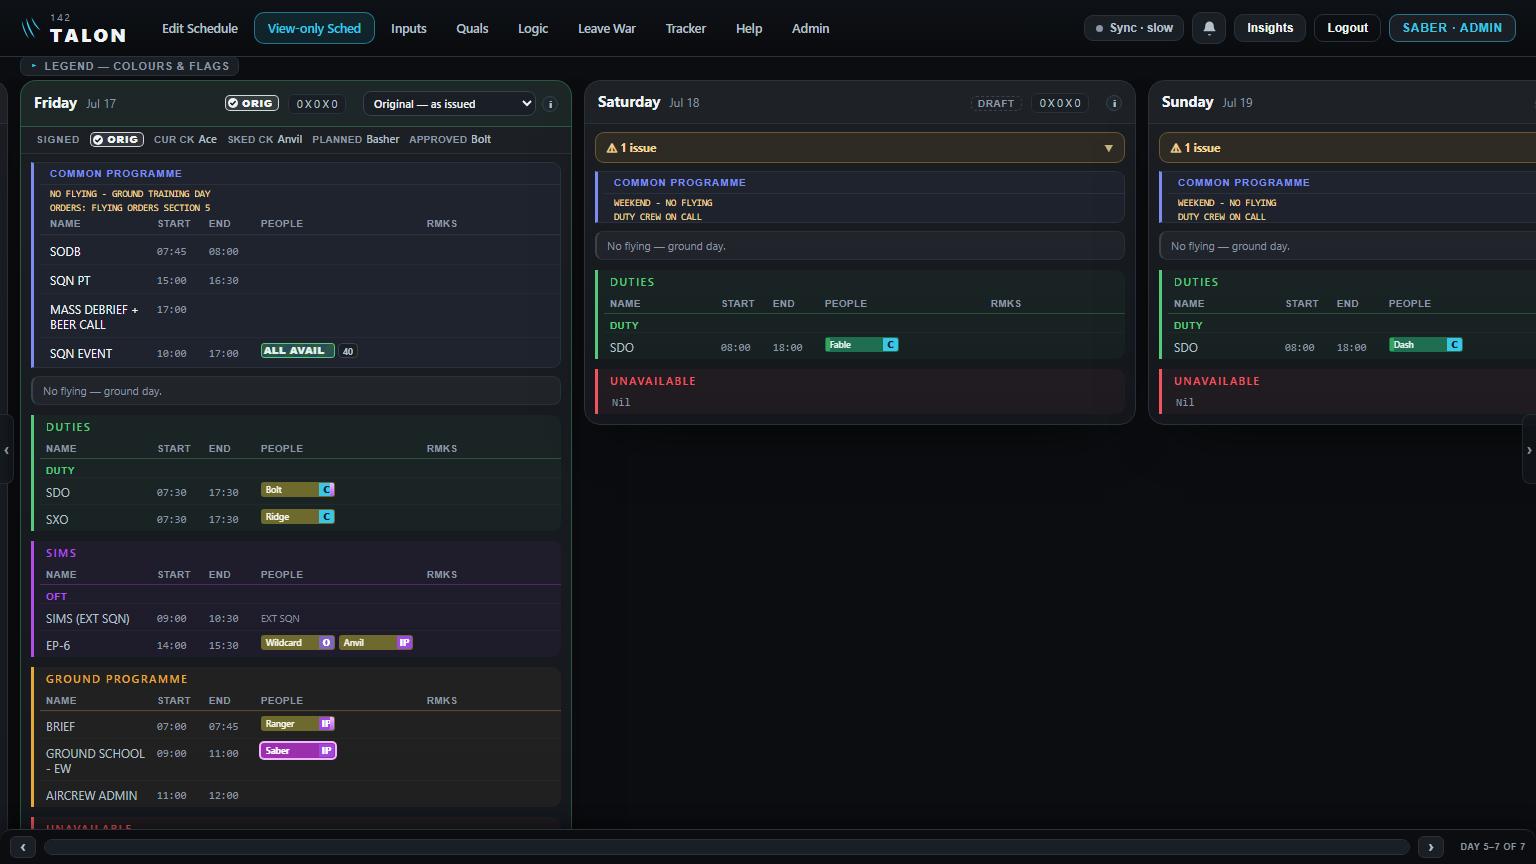 142
TALON
Edit Schedule
View-only Sched
Inputs
Quals
Logic
Leave War
Tracker
Help
Admin
Sync · slow
Insights
Logout
SABER · ADMIN
LEGEND — COLOURS & FLAGS
Friday Jul 17
ORIG
0X0X0
Original — as issued
i
SIGNED ORIG CUR CK Ace SKED CK Anvil PLANNED Basher APPROVED Bolt
COMMON PROGRAMME
NO FLYING - GROUND TRAINING DAY
ORDERS: FLYING ORDERS SECTION 5
NAME START END PEOPLE RMKS
SODB 07:45 08:00
SQN PT 15:00 16:30
MASS DEBRIEF + 17:00
BEER CALL
SQN EVENT 10:00 17:00 ALL AVAIL 40
No flying — ground day.
DUTIES
NAME START END PEOPLE RMKS
DUTY
SDO 07:30 17:30 Bolt C
SXO 07:30 17:30 Ridge C
SIMS
NAME START END PEOPLE RMKS
OFT
SIMS (EXT SQN) 09:00 10:30 EXT SQN
EP-6 14:00 15:30 Wildcard O Anvil IP
GROUND PROGRAMME
NAME START END PEOPLE RMKS
BRIEF 07:00 07:45 Ranger IP
GROUND SCHOOL 09:00 11:00 Saber IP
- EW
AIRCREW ADMIN 11:00 12:00
UNAVAILABLE
Saturday Jul 18
DRAFT
0X0X0
i
1 issue
COMMON PROGRAMME
WEEKEND - NO FLYING
DUTY CREW ON CALL
No flying — ground day.
DUTIES
NAME START END PEOPLE RMKS
DUTY
SDO 08:00 18:00 Fable C
UNAVAILABLE
Nil
Sunday Jul 19
1 issue
COMMON PROGRAMME
WEEKEND - NO FLYING
DUTY CREW ON CALL
No flying — ground day.
DUTIES
NAME START END PEOPLE
DUTY
SDO 08:00 18:00 Dash C
UNAVAILABLE
Nil
DAY 5–7 OF 7